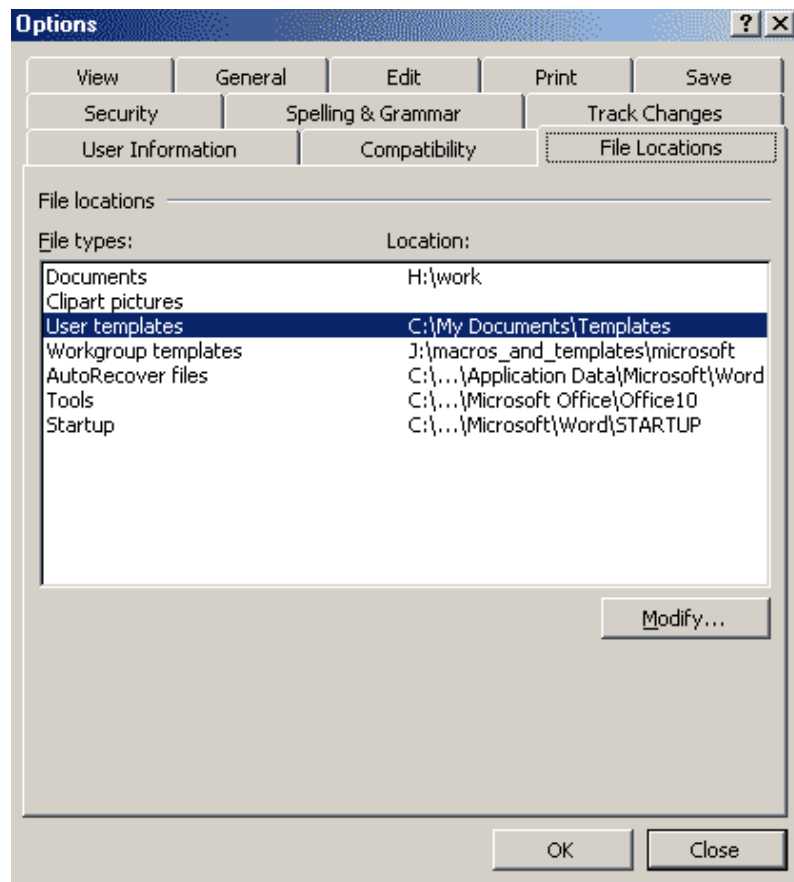 Options
View General Edit Print Save
Security Spelling & Grammar Track Changes
User Information Compatibility File Locations
File locations
File types: Location:
Documents H:\work
Clipart pictures
User templates C:\My Documents\Templates
Workgroup templates J:\macros_and_templates\microsoft
AutoRecover files C:\...\Application Data\Microsoft\Word
Tools C:\...\Microsoft Office\Office10
Startup C:\...\Microsoft\Word\STARTUP
Modify...
OK Close